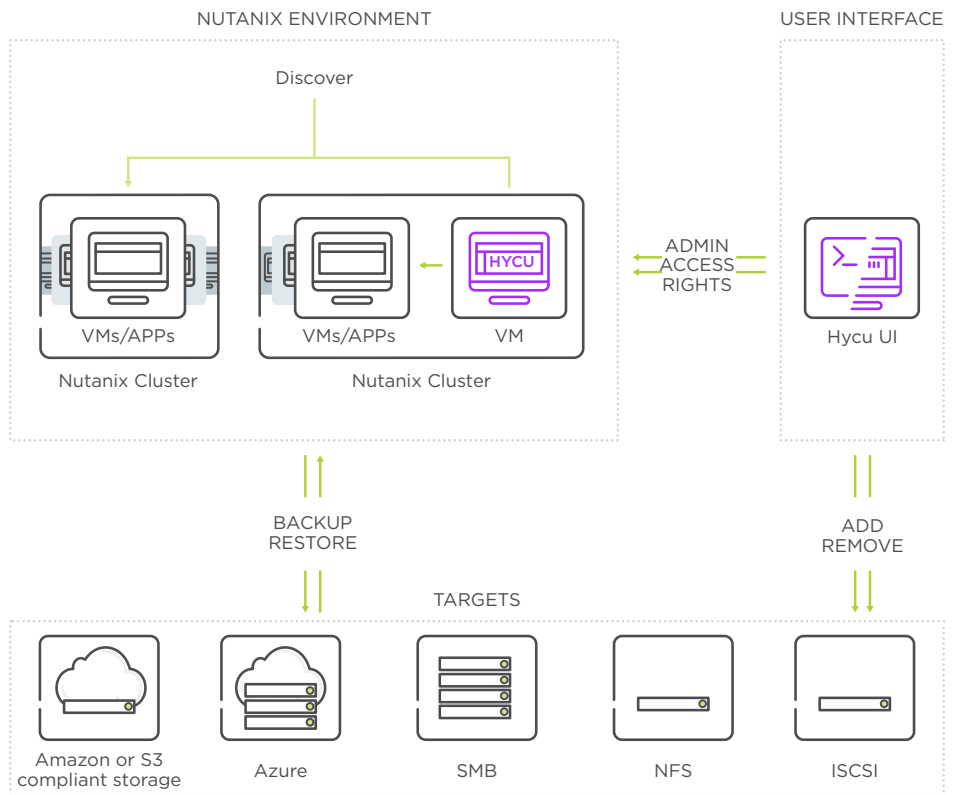 NUTANIX ENVIRONMENT
USER INTERFACE
Discover
HYCU
>_
ADMIN
ACCESS
RIGHTS
VMs/APPs
VMs/APPs
VM
Hycu UI
Nutanix Cluster
Nutanix Cluster
BACKUP
RESTORE
ADD
REMOVE
TARGETS
Amazon or S3
compliant storage
Azure
SMB
NFS
ISCSI